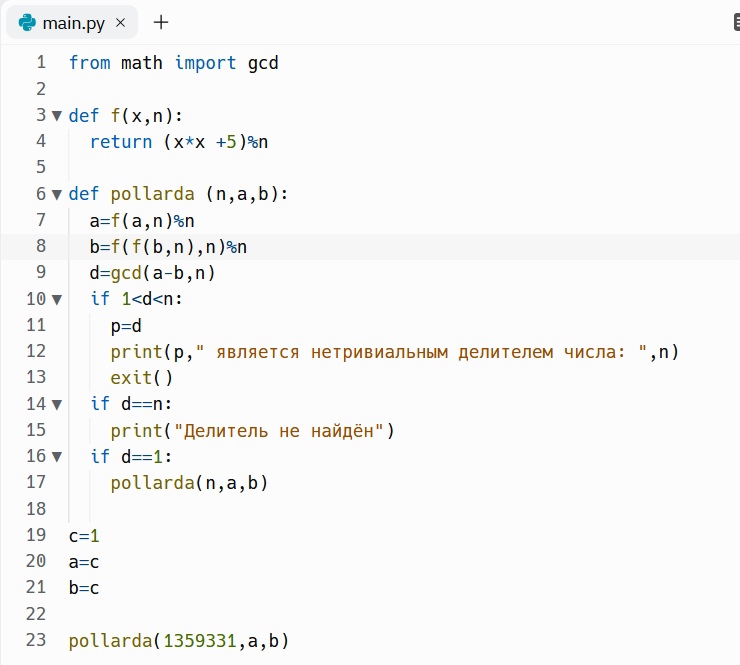 main.py × +
1 from math import gcd
2
3 ▼ def f(x,n):
4 return (x*x +5)%n
5
6 ▼ def pollarda (n,a,b):
7 a=f(a,n)%n
8 b=f(f(b,n),n)%n
9 d=gcd(a-b,n)
10 ▼ if 1<d<n:
11 p=d
12 print(p," является нетривиальным делителем числа: ",n)
13 exit()
14 ▼ if d==n:
15 print("Делитель не найдён")
16 ▼ if d==1:
17 pollarda(n,a,b)
18
19 c=1
20 a=c
21 b=c
22
23 pollarda(1359331,a,b)